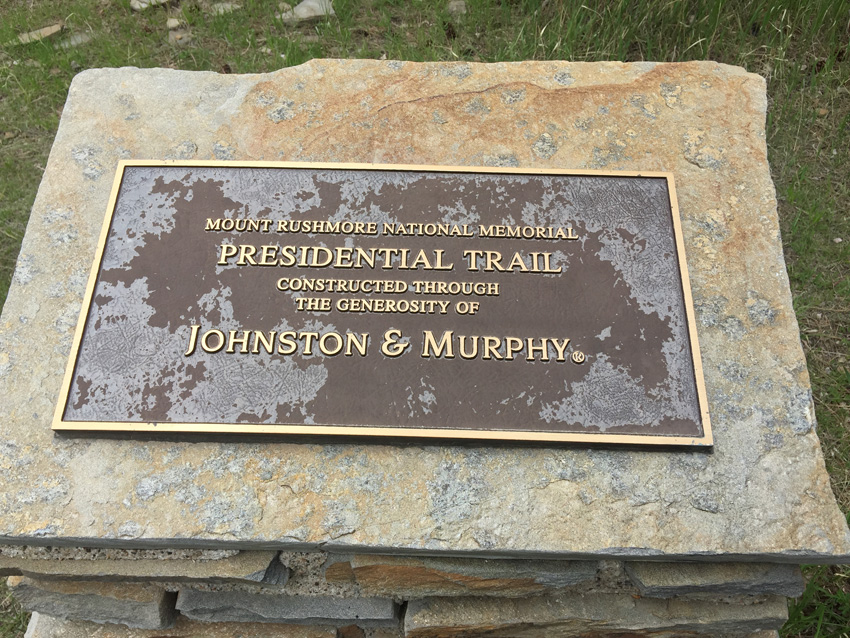 MOUNT RUSHMORE NATIONAL MEMORIAL
PRESIDENTIAL TRAIL
CONSTRUCTED THROUGH
THE GENEROSITY OF
JOHNSTON & MURPHY®